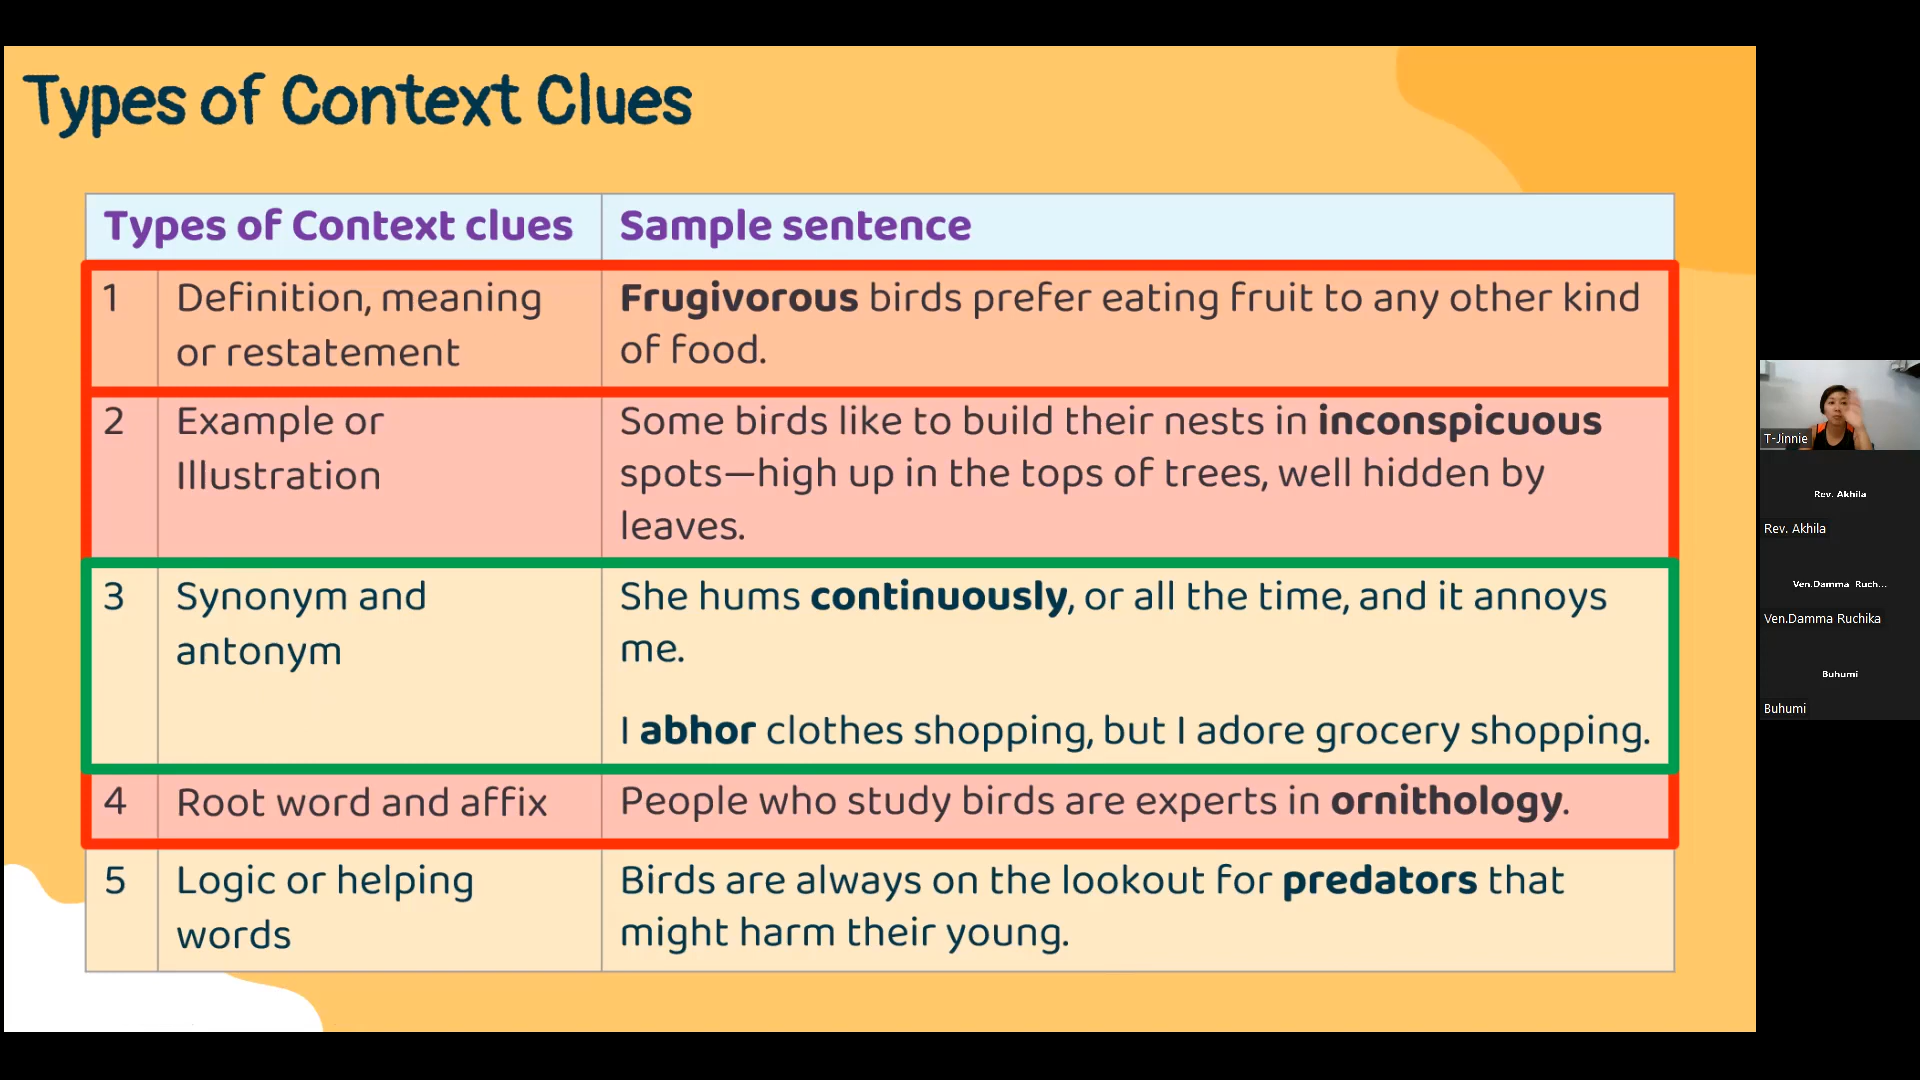 Types of Context Clues
Types of Context clues
Sample sentence
1
Definition, meaning
or restatement
Frugivorous birds prefer eating fruit to any other kind
of food.
2
Example or
Illustration
Some birds like to build their nests in inconspicuous
spots—high up in the tops of trees, well hidden by
leaves.
3
Synonym and
antonym
She hums continuously, or all the time, and it annoys
me.
I abhor clothes shopping, but I adore grocery shopping.
4
Root word and affix
People who study birds are experts in ornithology.
5
Logic or helping
words
Birds are always on the lookout for predators that
might harm their young.
T-Jinnie
Rev. Akhila
Rev. Akhila
Ven.Damma Ruch...
Ven.Damma Ruchika
Buhumi
Buhumi